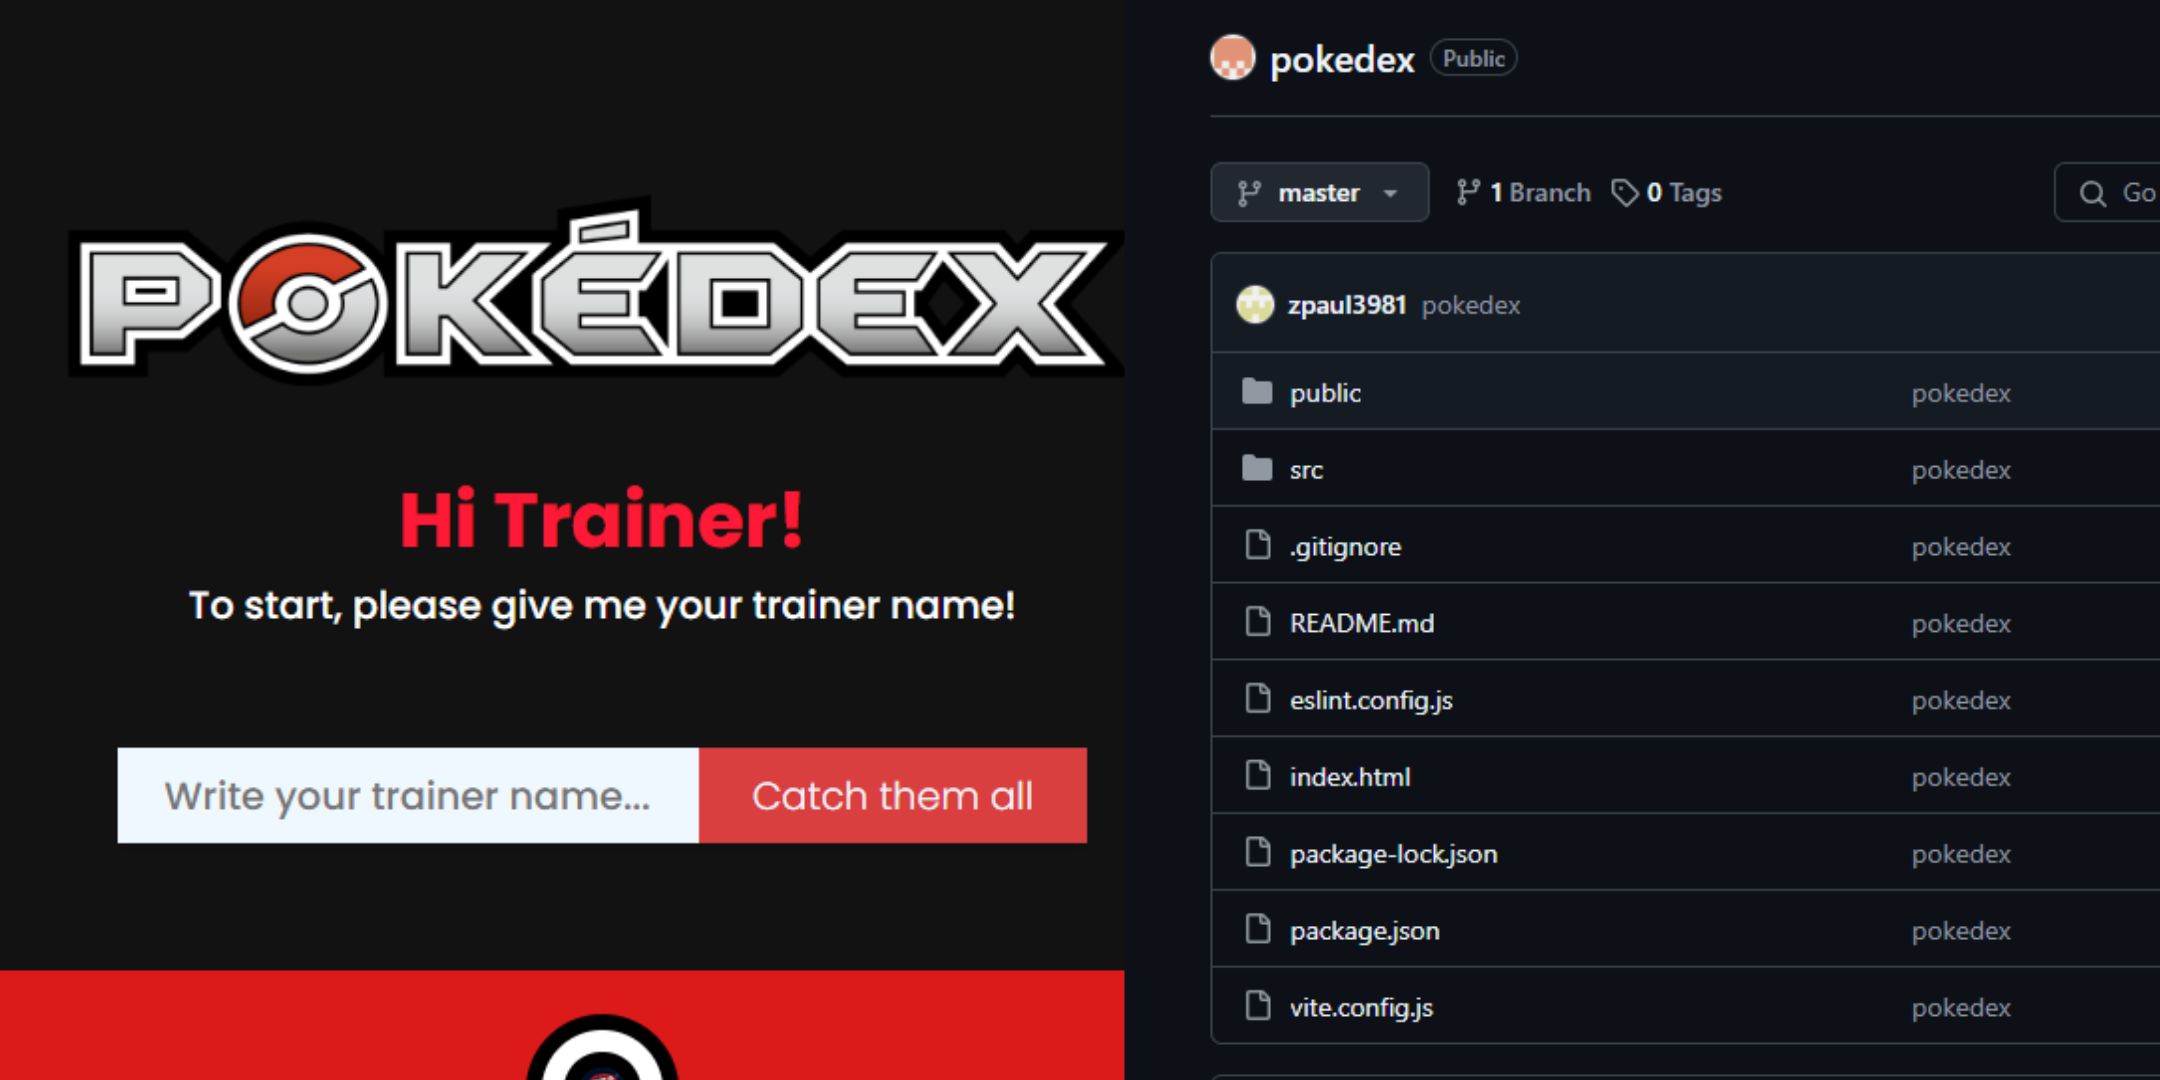 POKÉDEX
Hi Trainer!
To start, please give me your trainer name!
Write your trainer name...
Catch them all
pokedex Public
master 1 Branch 0 Tags Go
zpaul3981 pokedex
public pokedex
src pokedex
.gitignore pokedex
README.md pokedex
eslint.config.js pokedex
index.html pokedex
package-lock.json pokedex
package.json pokedex
vite.config.js pokedex